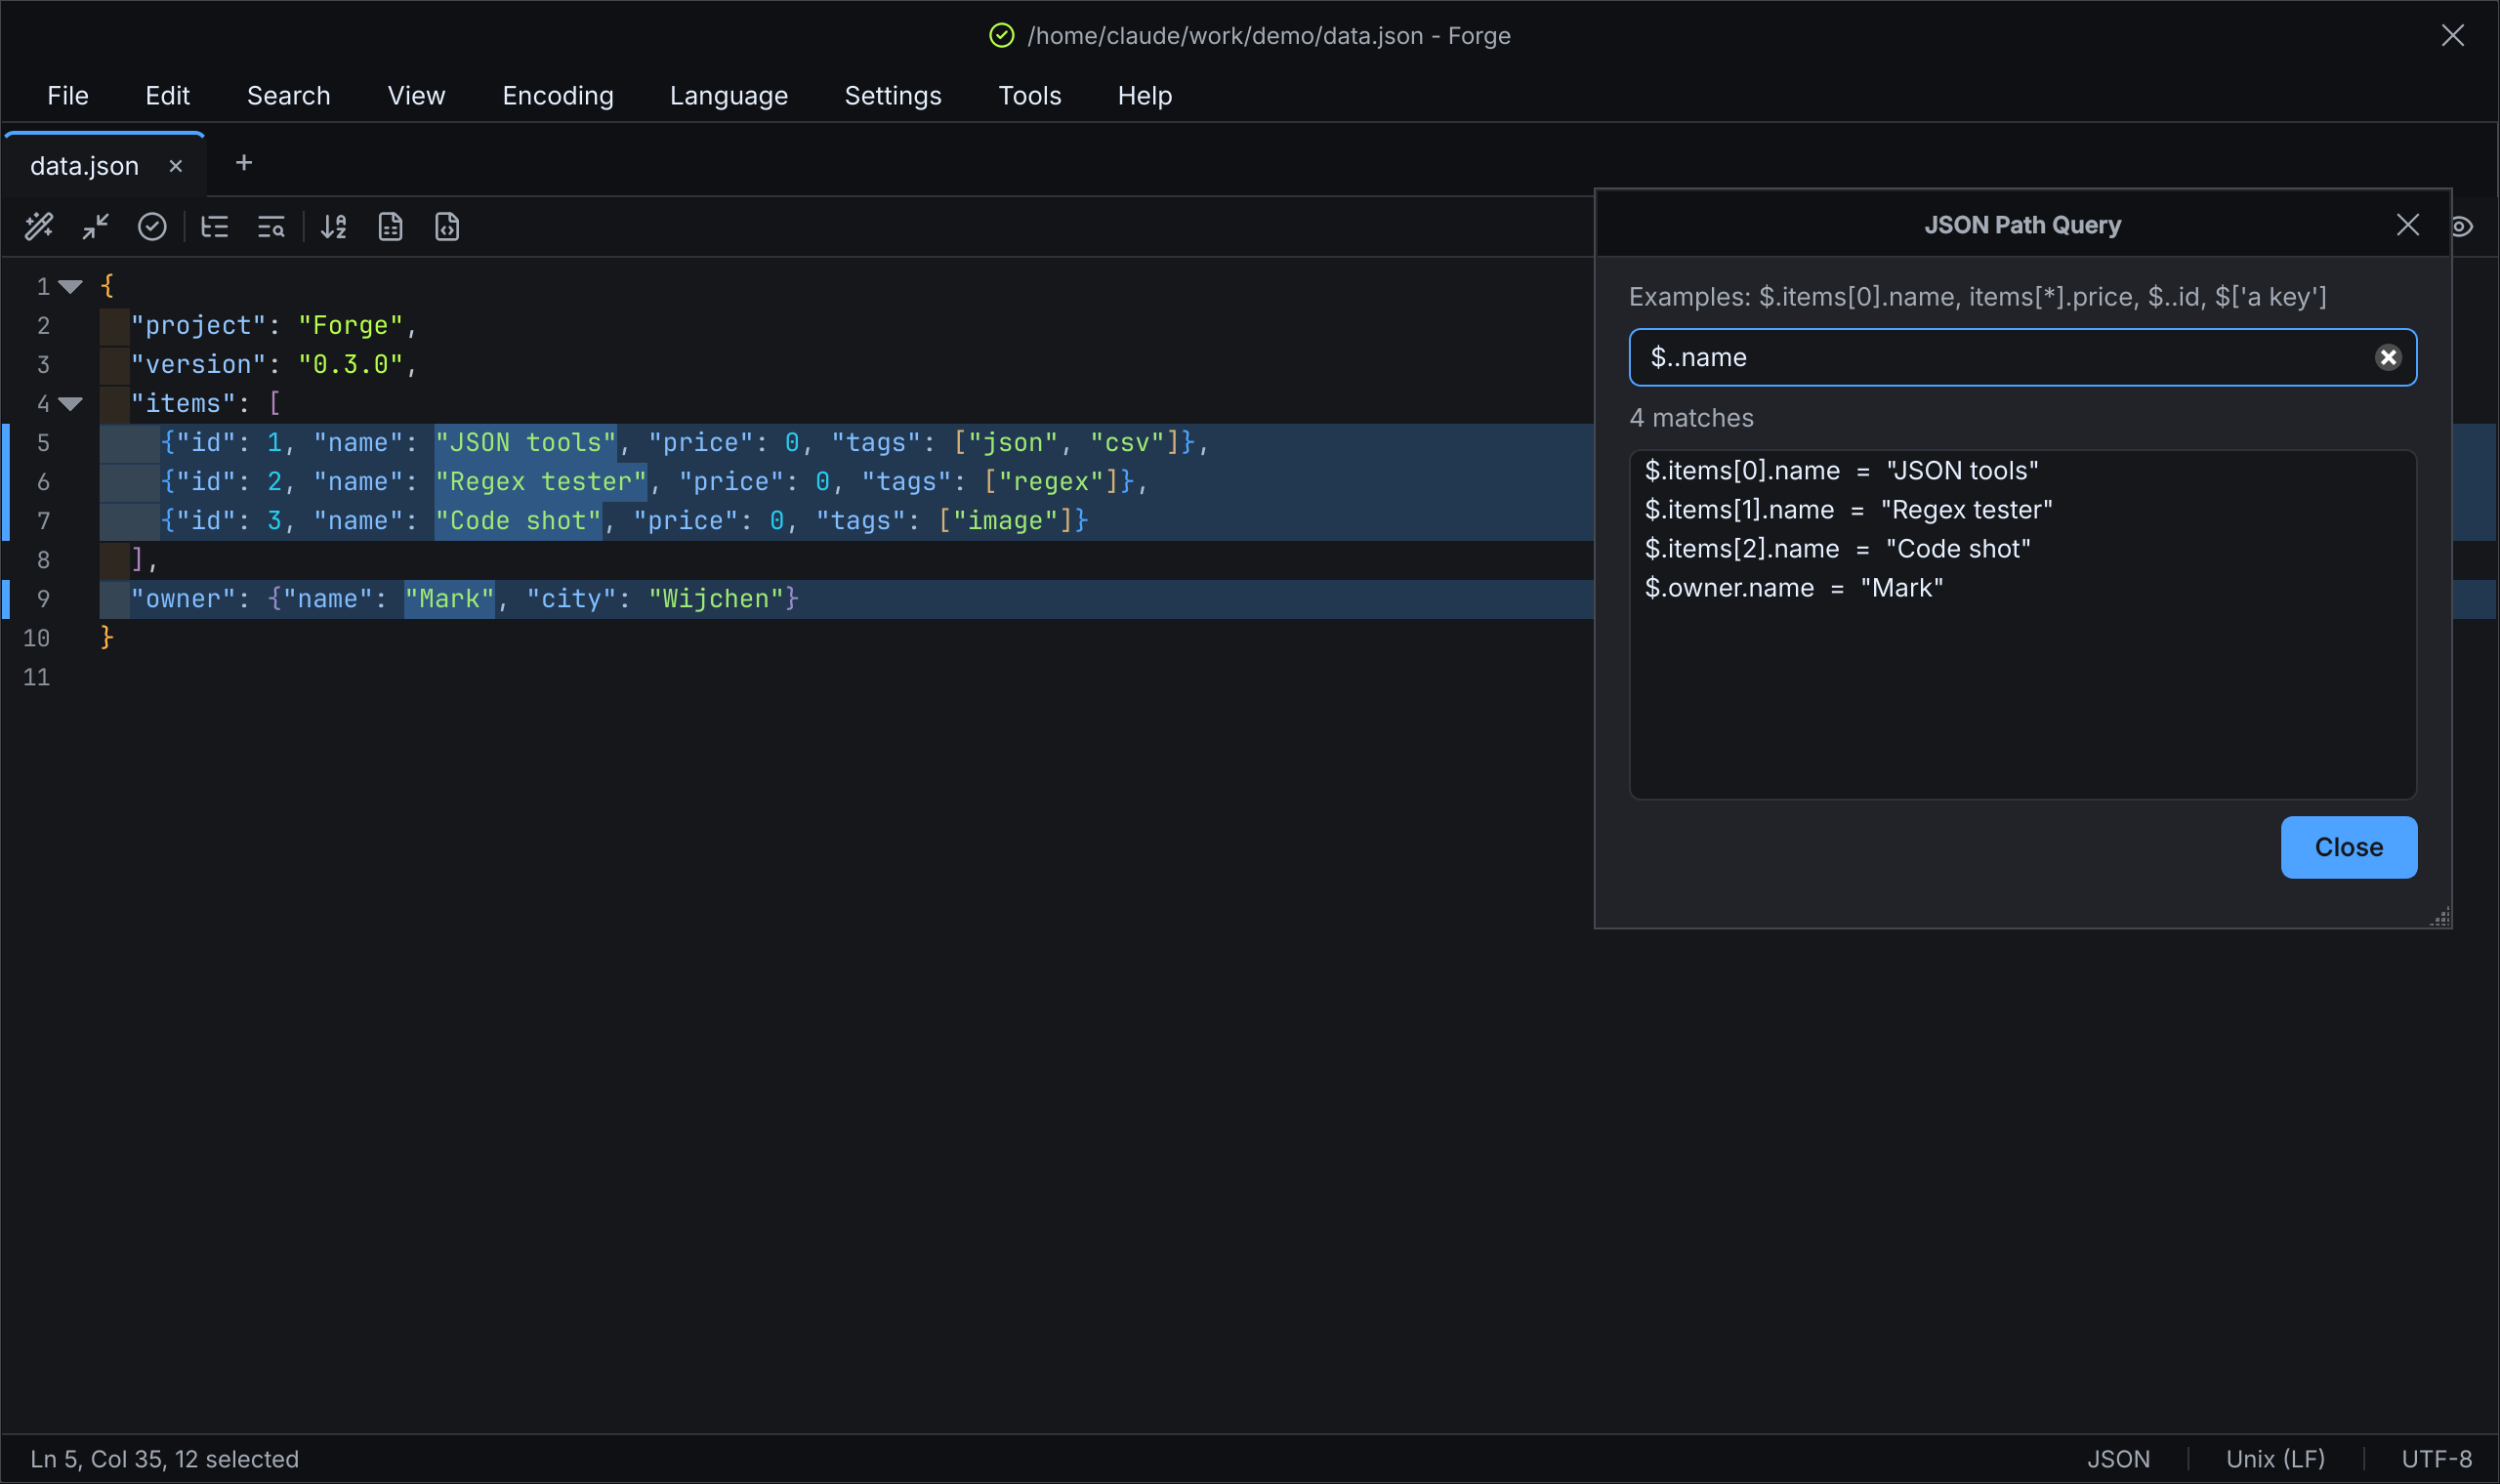 /home/claude/work/demo/data.json - Forge
File Edit Search View Encoding Language Settings Tools Help
data.json × +
JSON Path Query
Examples: $.items[0].name, items[*].price, $..id, $['a key']
$..name
4 matches
$.items[0].name = "JSON tools"
$.items[1].name = "Regex tester"
$.items[2].name = "Code shot"
$.owner.name = "Mark"
Close
1 {
2 "project": "Forge",
3 "version": "0.3.0",
4 "items": [
5 {"id": 1, "name": "JSON tools", "price": 0, "tags": ["json", "csv"]},
6 {"id": 2, "name": "Regex tester", "price": 0, "tags": ["regex"]},
7 {"id": 3, "name": "Code shot", "price": 0, "tags": ["image"]}
8 ],
9 "owner": {"name": "Mark", "city": "Wijchen"}
10 }
11
Ln 5, Col 35, 12 selected
JSON Unix (LF) UTF-8